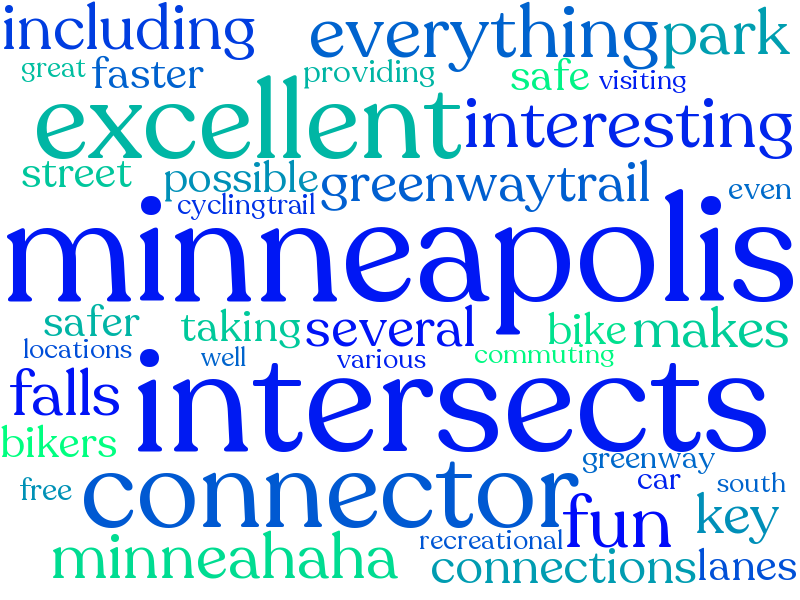 including everything park
great faster providing safe visiting
excellent interesting
street possible greenwaytrail even
cyclingtrail
minneapolis
safer taking several bike makes
locations well various commuting
falls intersects
bikers greenway
free connector car south
fun key
minneahaha recreational connections lanes